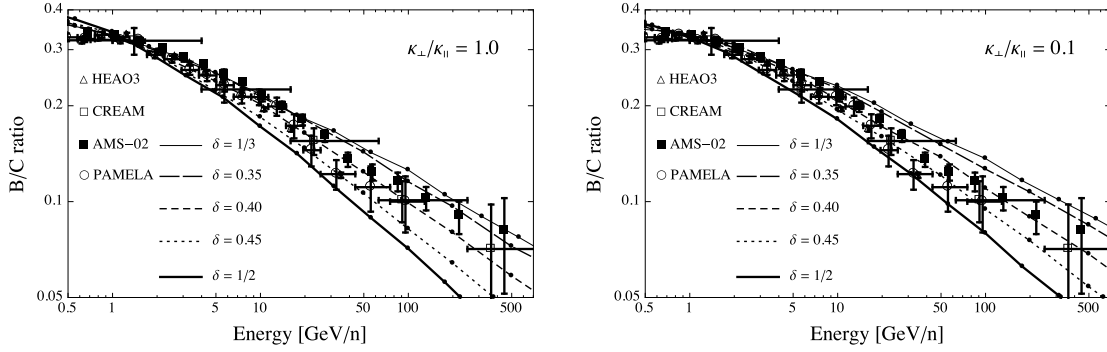 0.4
0.3
0.2
0.1
0.05
B/C ratio
κ⊥/κ∥ = 1.0
HEAO3
CREAM
AMS−02
PAMELA
δ = 1/3
δ = 0.35
δ = 0.40
δ = 0.45
δ = 1/2
0.5 1 5 10 50 100 500
Energy [GeV/n]
0.4
0.3
0.2
0.1
0.05
B/C ratio
κ⊥/κ∥ = 0.1
HEAO3
CREAM
AMS−02
PAMELA
δ = 1/3
δ = 0.35
δ = 0.40
δ = 0.45
δ = 1/2
0.5 1 5 10 50 100 500
Energy [GeV/n]